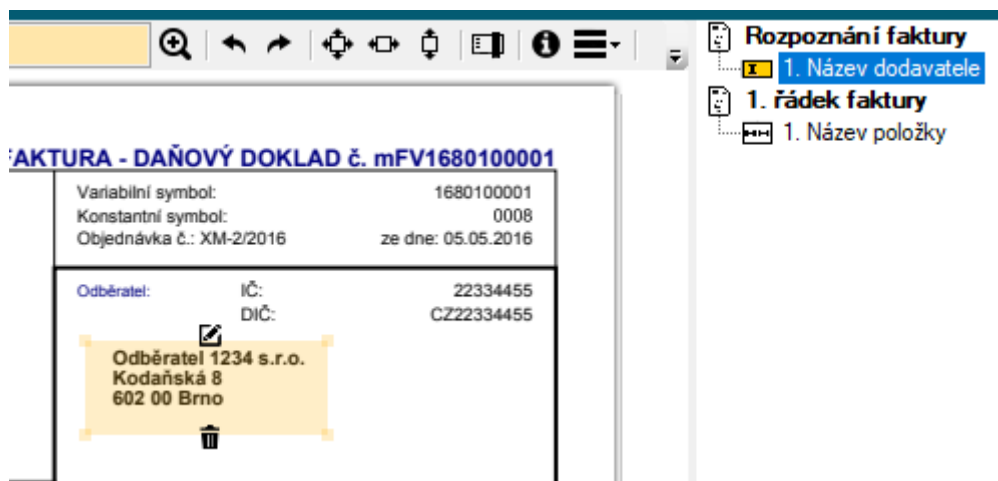 Rozpoznání faktury
1. Název dodavatele
1. řádek faktury
1. Název položky
FAKTURA - DAŇOVÝ DOKLAD č. mFV1680100001
Variabilní symbol: 1680100001
Konstantní symbol: 0008
Objednávka č.: XM-2/2016 ze dne: 05.05.2016
Odběratel: IČ: 22334455
DIČ: CZ22334455
Odběratel 1234 s.r.o.
Kodaňská 8
602 00 Brno